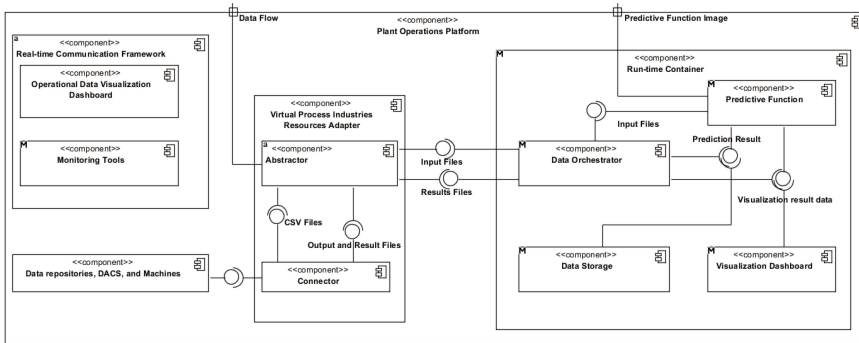 Data Flow
Predictive Function Image
<<component>>
Plant Operations Platform
a
<<component>>
Real-time Communication Framework
<<component>>
Operational Data Visualization
Dashboard
M
<<component>>
Monitoring Tools
<<component>>
Data repositories, DACS, and Machines
<<component>>
Virtual Process Industries
Resources Adapter
a
<<component>>
Abstractor
CSV Files
Output and Result Files
<<component>>
Connector
Input Files
Results Files
M
<<component>>
Run-time Container
M
<<component>>
Predictive Function
Input Files
Prediction Result
M
<<component>>
Data Orchestrator
Visualization result data
M
<<component>>
Data Storage
M
<<component>>
Visualization Dashboard